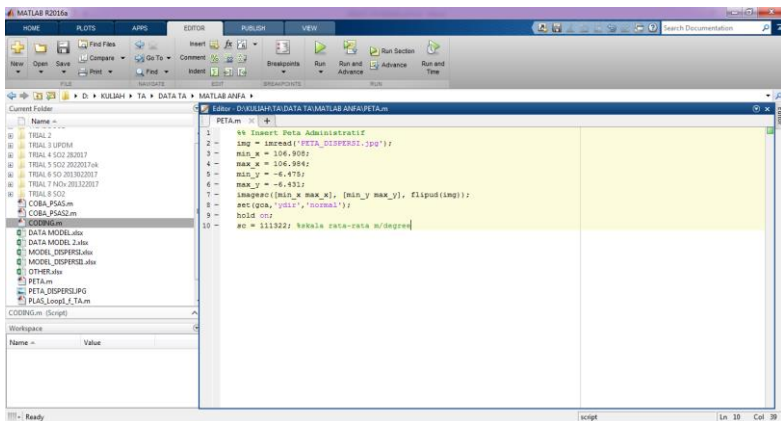 MATLAB R2016a
HOME PLOTS APPS EDITOR PUBLISH VIEW
Search Documentation
New Open Save
Find Files
Compare
Print
Go To
Find
Insert
Comment
Indent
Breakpoints
Run
Run and Advance
Run Section
Advance
Run and Time
FILE NAVIGATE EDIT BREAKPOINTS RUN
D: KULIAH TA DATA TA MATLAB ANFA
Current Folder
Name
TRIAL 2
TRIAL 3 UPDM
TRIAL 4 SO2 282017
TRIAL 5 SO2 2022017ok
TRIAL 6 SO 2013022017
TRIAL 7 NOx 201322017
TRIAL 8 SO2
COBA_PSAS.m
COBA_PSAS2.m
CODING.m
DATA MODEL.xlsx
DATA MODEL 2.xlsx
MODEL_DISPERSI.xlsx
MODEL_DISPERSI1.xlsx
OTHER.xlsx
PETA.m
PETA_DISPERSI.JPG
PLAS_Loop1_f_TA.m
CODING.m (Script)
Workspace
Name Value
Editor - D:\KULIAH\TA\DATA TA\MATLAB ANFA\PETA.m
PETA.m
1 %% Insert Peta Administratif
2 - img = imread('PETA_DISPERSI.jpg');
3 - min_x = 106.908;
4 - max_x = 106.984;
5 - min_y = -6.475;
6 - max_y = -6.431;
7 - imagesc([min_x max_x], [min_y max_y], flipud(img));
8 - set(gca,'ydir','normal');
9 - hold on;
10 - sc = 111322; %skala rata-rata m/degree
Ready
script
Ln 10 Col 39